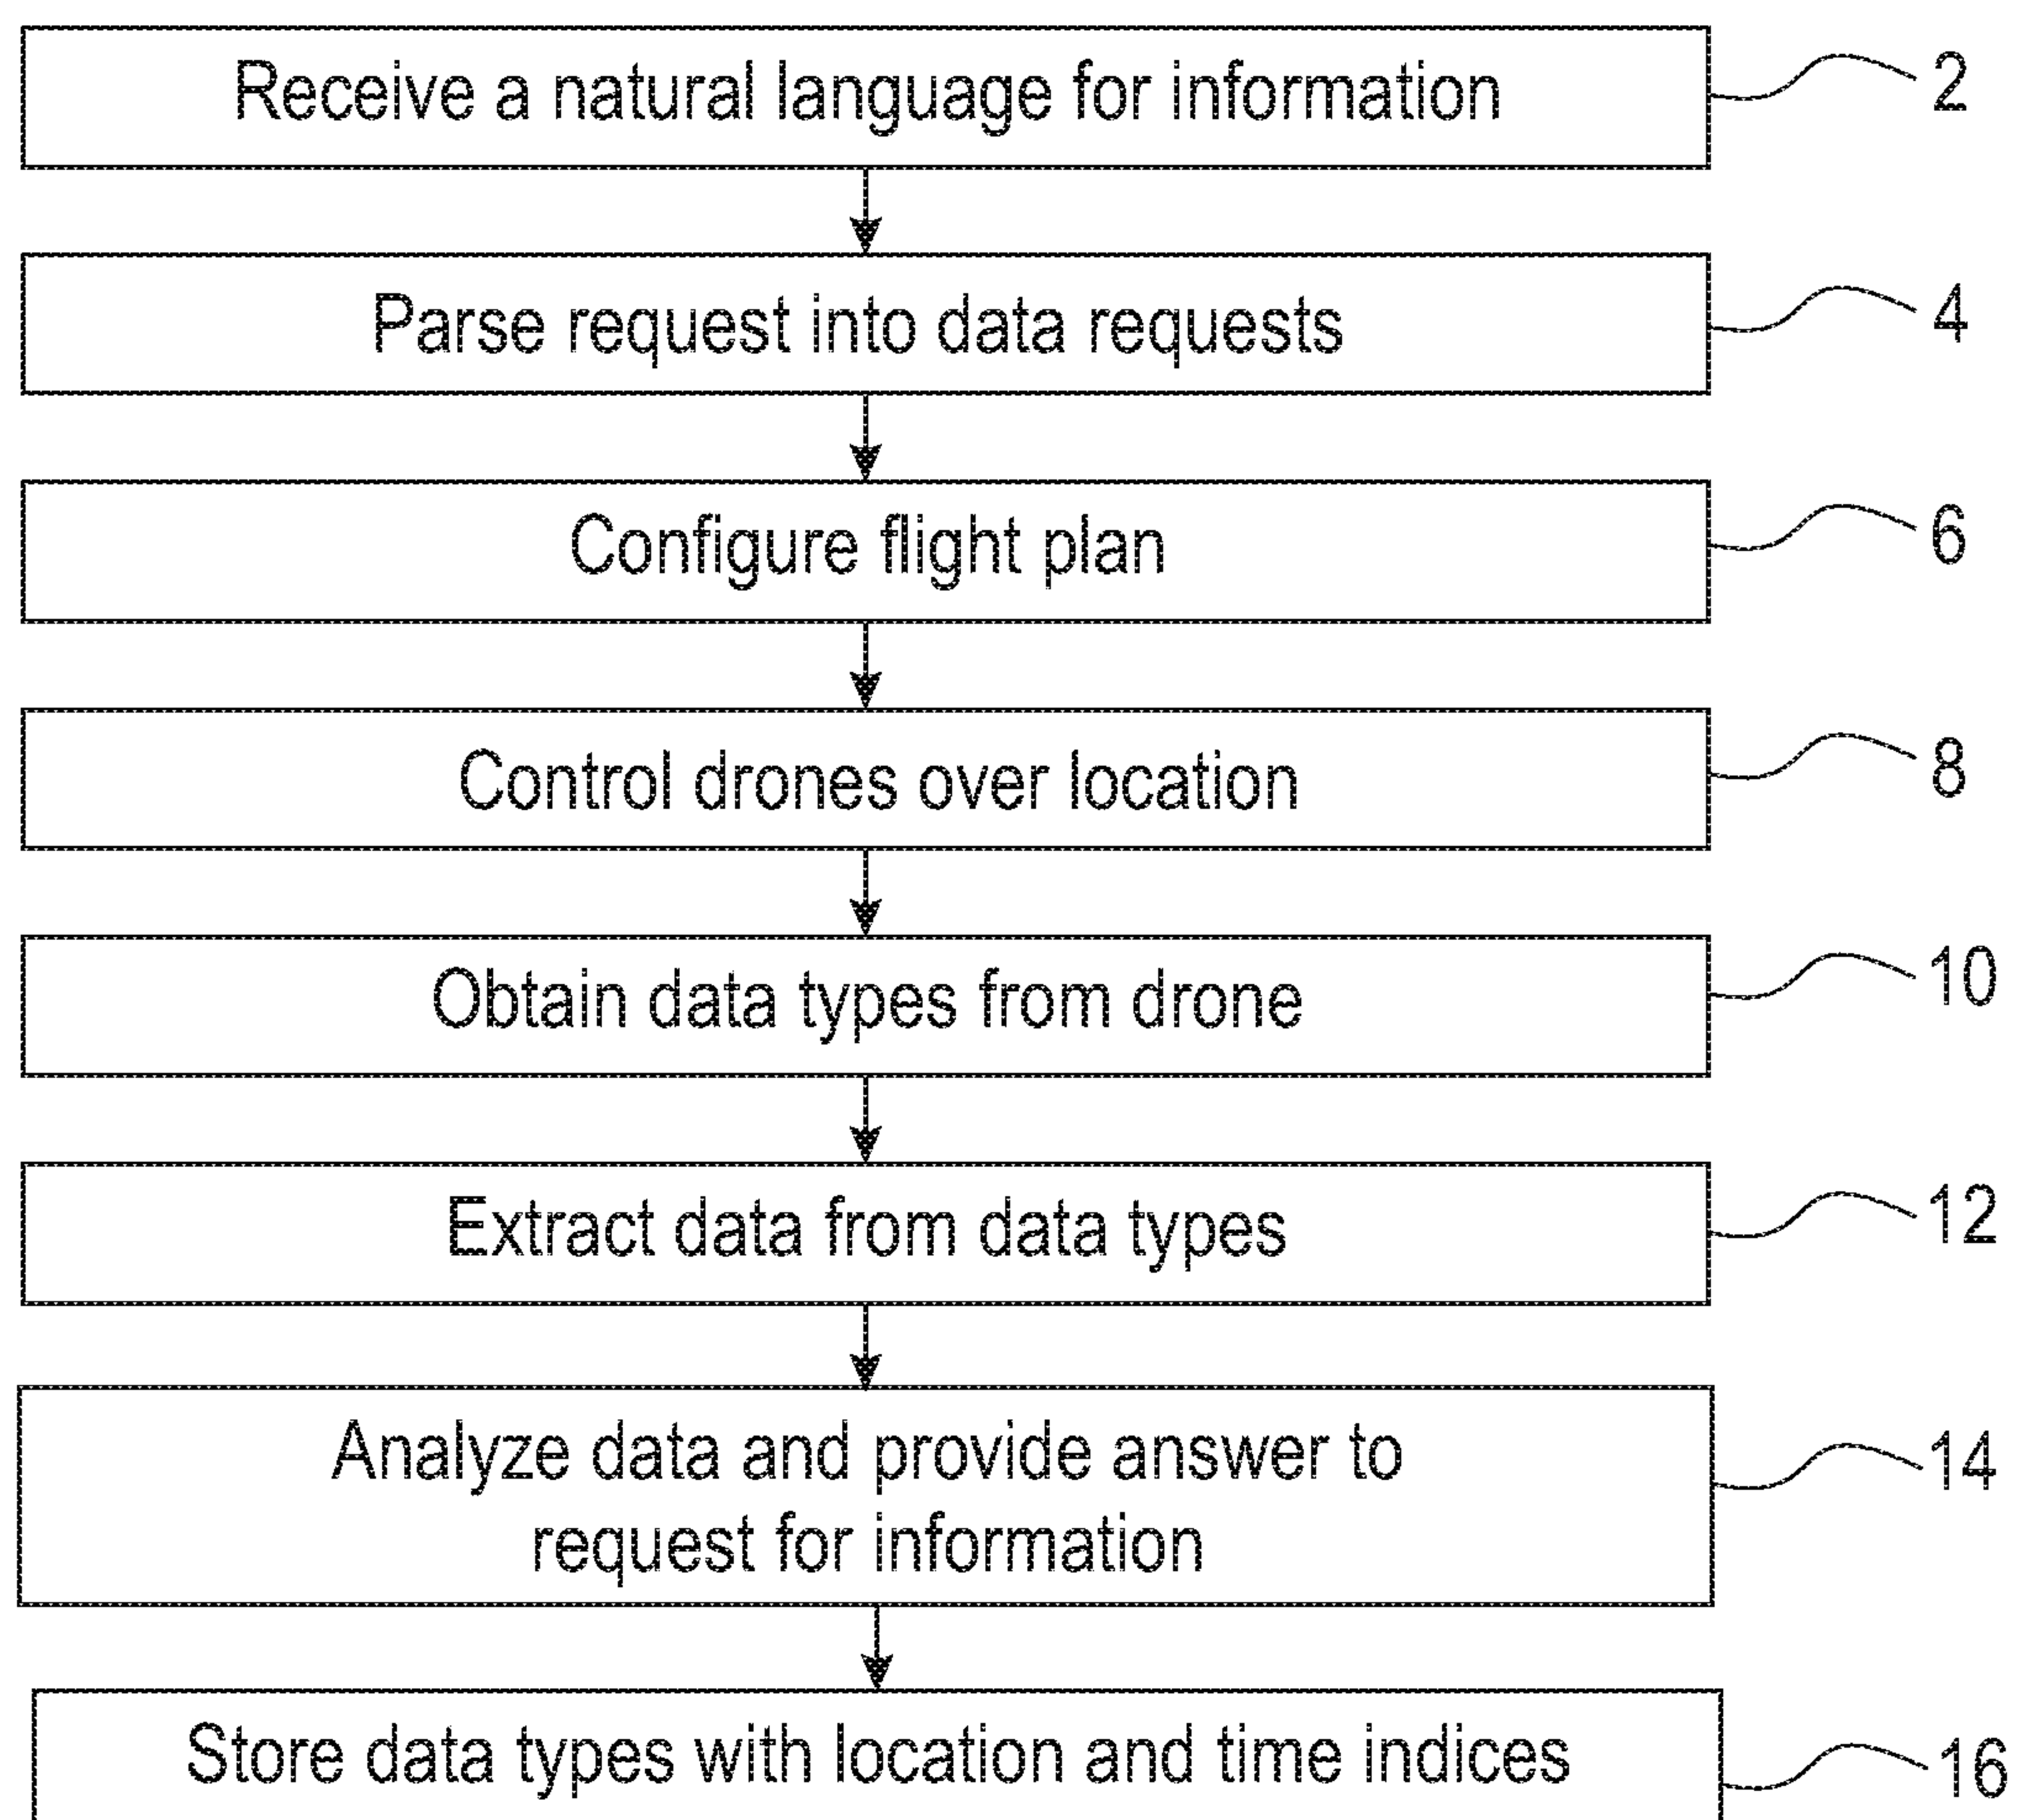 Receive a natural language for information 2
Parse request into data requests 4
Configure flight plan 6
Control drones over location 8
Obtain data types from drone 10
Extract data from data types 12
Analyze data and provide answer to
request for information 14
Store data types with location and time indices 16